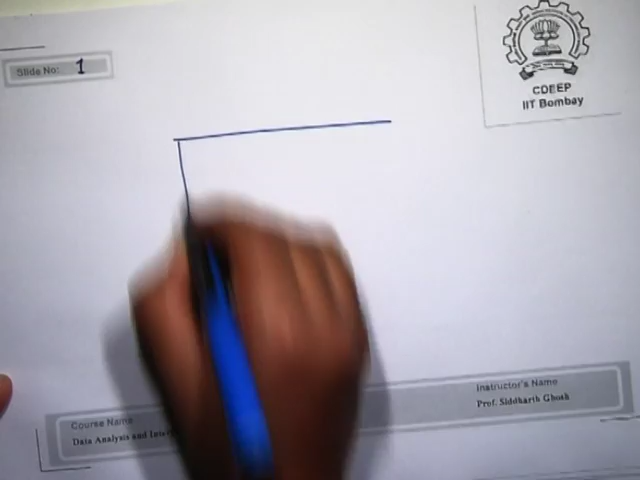 Slide No: 1
CDEEP
IIT Bombay
Instructor's Name
Prof. Siddharth Ghosh
Course Name
Data Analysis and